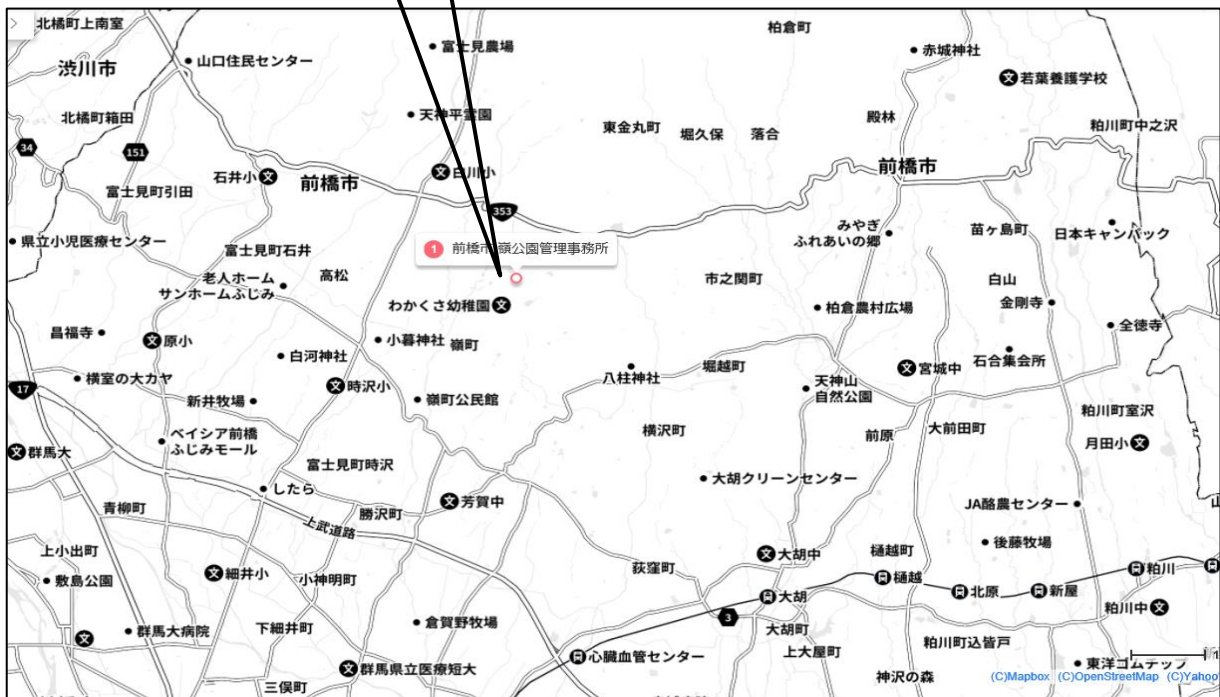 北橘町上南室
柏倉町
富士見農場
赤城神社
渋川市
山口住民センター
若葉養護学校
天神平霊園
北橘町箱田
東金丸町
堀久保
落合
殿林
粕川町中之沢
34
151
石井小
前橋市
白川小
前橋市
富士見町引田
353
みやぎ
ふれあいの郷
苗ヶ島町
日本キャンパック
県立小児医療センター
富士見町石井
1
嶺公園管理事務所
老人ホーム
サンホームふじみ
高松
市之関町
白山
わかくさ幼稚園
柏倉農村広場
金剛寺
全徳寺
昌福寺
原小
小暮神社
嶺町
白河神社
石合集会所
横室の大カヤ
時沢小
八柱神社
堀越町
宮城中
17
新井牧場
嶺町公民館
天神山
自然公園
粕川町室沢
ベイシア前橋
ふじみモール
横沢町
前原
大前田町
月田小
群馬大
富士見町時沢
大胡クリーンセンター
したら
青柳町
勝沢町
芳賀中
JA酪農センター
上武道路
後藤牧場
上小出町
大胡中
樋越町
敷島公園
細井小
小神明町
荻窪町
樋越
粕川
北原
新屋
大胡
3
粕川中
群馬大病院
下細井町
倉賀野牧場
大胡町
粕川町込皆戸
心臓血管センター
上大屋町
群馬県立医療短大
神沢の森
東洋ゴムチップ
三俣町
(C)Mapbox (C)OpenStreetMap (C)Yahoo